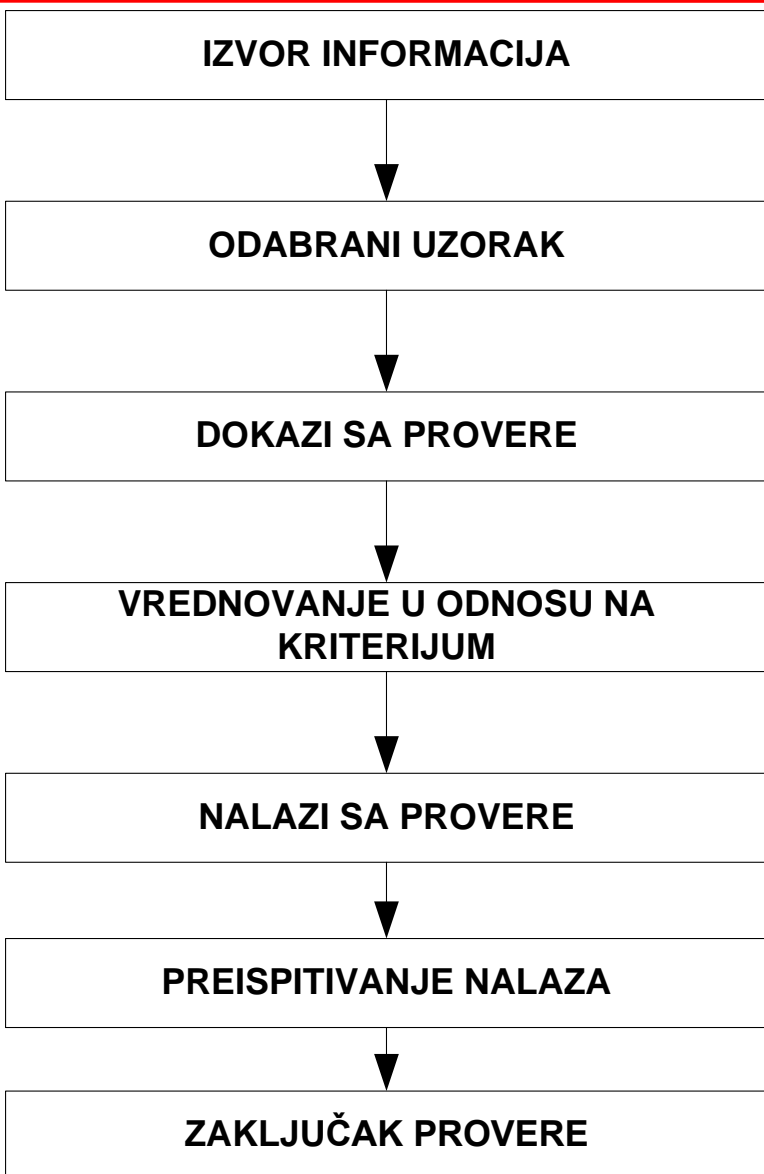 IZVOR INFORMACIJA
ODABRANI UZORAK
DOKAZI SA PROVERE
VREDNOVANJE U ODNOSU NA
KRITERIJUM
NALAZI SA PROVERE
PREISPITIVANJE NALAZA
ZAKLJUČAK PROVERE